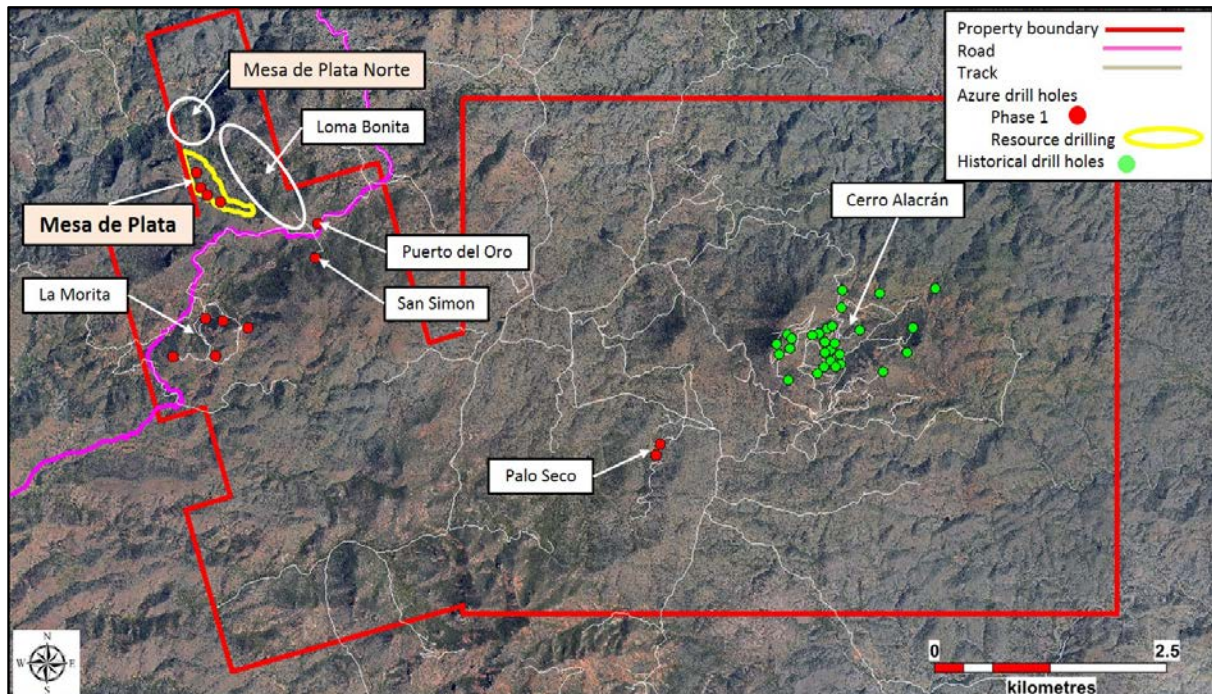 Property boundary
Road
Track
Azure drill holes
Phase 1
Resource drilling
Historical drill holes
Mesa de Plata Norte
Loma Bonita
Mesa de Plata
Cerro Alacrán
Puerto del Oro
La Morita
San Simon
Palo Seco
N
W E
S
0 2.5
kilometres